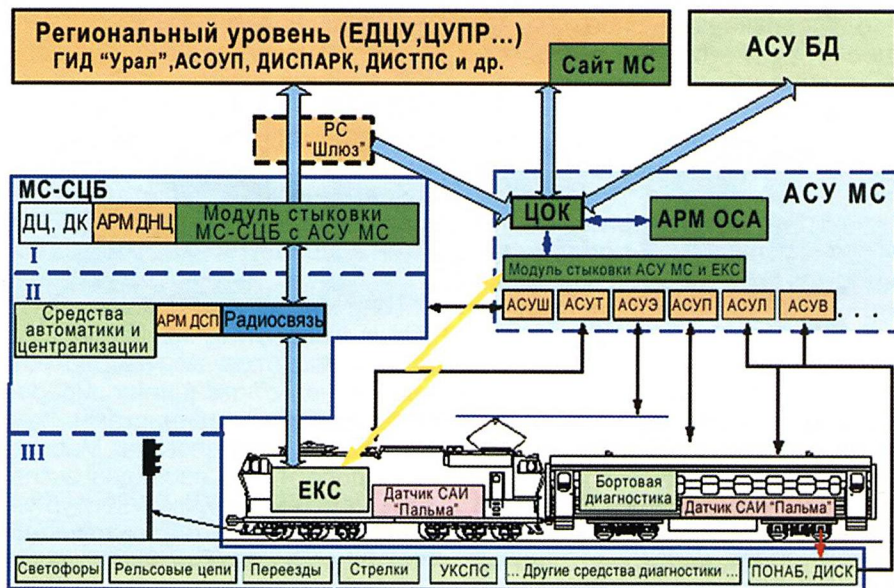 Региональный уровень (ЕДЦУ,ЦУПР...)
ГИД "Урал",АСОУП, ДИСПАРК, ДИСТПС и др.
Сайт МС
АСУ БД
РС
"Шлюз"
МС-СЦБ
ДЦ, ДК
АРМ ДНЦ
Модуль стыковки
МС-СЦБ с АСУ МС
I
АСУ МС
ЦОК
АРМ ОСА
Модуль стыковки АСУ МС и ЕКС
II
Средства
автоматики и
централизации
АРМ ДСП
Радиосвязь
АСУШ
АСУТ
АСУЭ
АСУП
АСУЛ
АСУВ
. . .
III
ЕКС
Датчик САИ
"Пальма"
Бортовая
диагностика
Датчик САИ "Пальма"
Светофоры
Рельсовые цепи
Переезды
Стрелки
УКСПС
... Другие средства диагностики ...
ПОНАБ, ДИСК